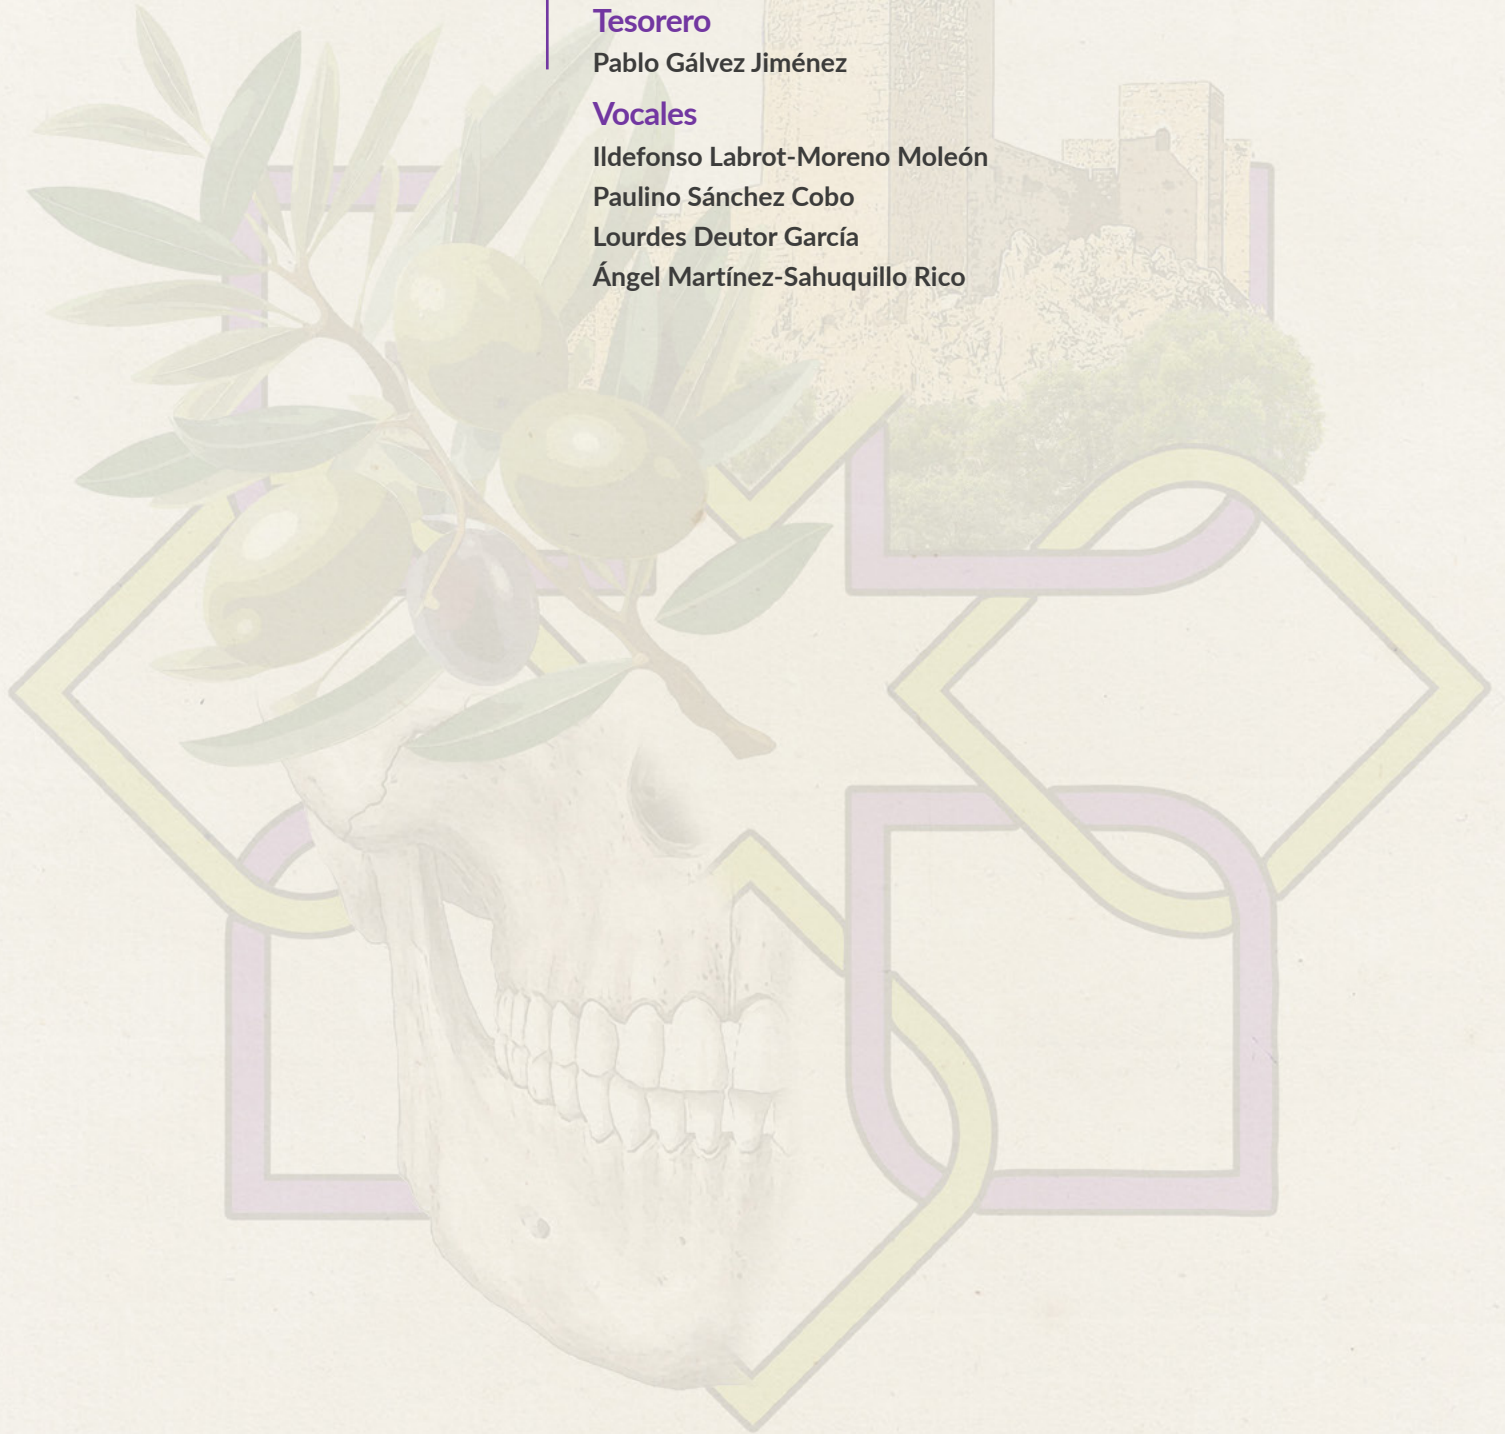 Tesorero
Pablo Gálvez Jiménez
Vocales
Ildefonso Labrot-Moreno Moleón
Paulino Sánchez Cobo
Lourdes Deutor García
Ángel Martínez-Sahuquillo Rico